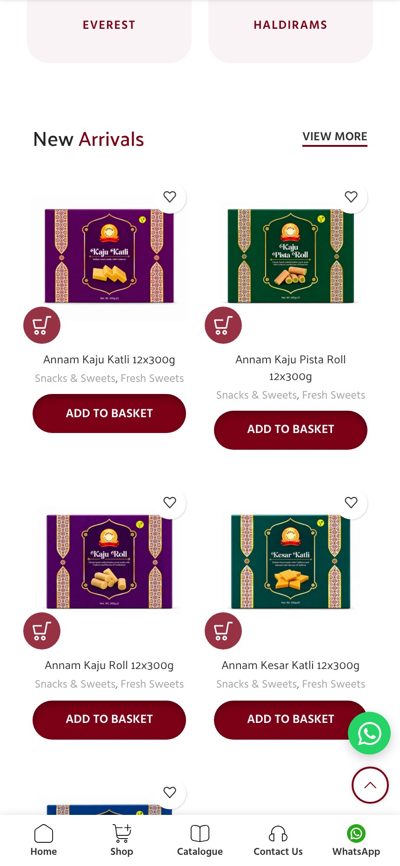 EVEREST
HALDIRAMS
New Arrivals
VIEW MORE
Kaju Katli
Kaju
Pista Roll
Annam Kaju Katli 12x300g
Snacks & Sweets, Fresh Sweets
ADD TO BASKET
Annam Kaju Pista Roll
12x300g
Snacks & Sweets, Fresh Sweets
ADD TO BASKET
Kaju Roll
Kesar Katli
Annam Kaju Roll 12x300g
Snacks & Sweets, Fresh Sweets
ADD TO BASKET
Annam Kesar Katli 12x300g
Snacks & Sweets, Fresh Sweets
ADD TO BASKET
Home
Shop
Catalogue
Contact Us
WhatsApp